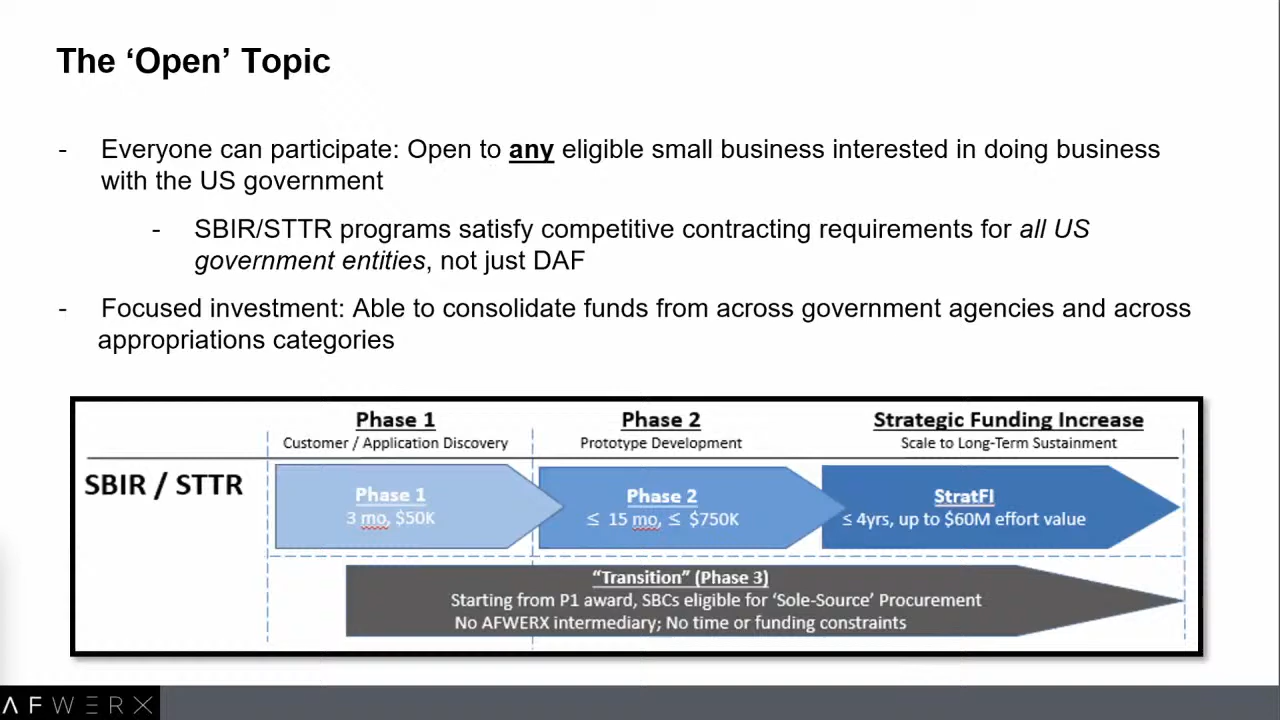 The ‘Open’ Topic
- Everyone can participate: Open to any eligible small business interested in doing business
with the US government
- SBIR/STTR programs satisfy competitive contracting requirements for all US
government entities, not just DAF
- Focused investment: Able to consolidate funds from across government agencies and across
appropriations categories
Phase 1
Customer / Application Discovery
Phase 2
Prototype Development
Strategic Funding Increase
Scale to Long-Term Sustainment
SBIR / STTR
Phase 1
3 mo, $50K
Phase 2
≤ 15 mo, ≤ $750K
StratFI
≤ 4yrs, up to $60M effort value
“Transition” (Phase 3)
Starting from P1 award, SBCs eligible for ‘Sole-Source’ Procurement
No AFWERX intermediary; No time or funding constraints
AFWERX